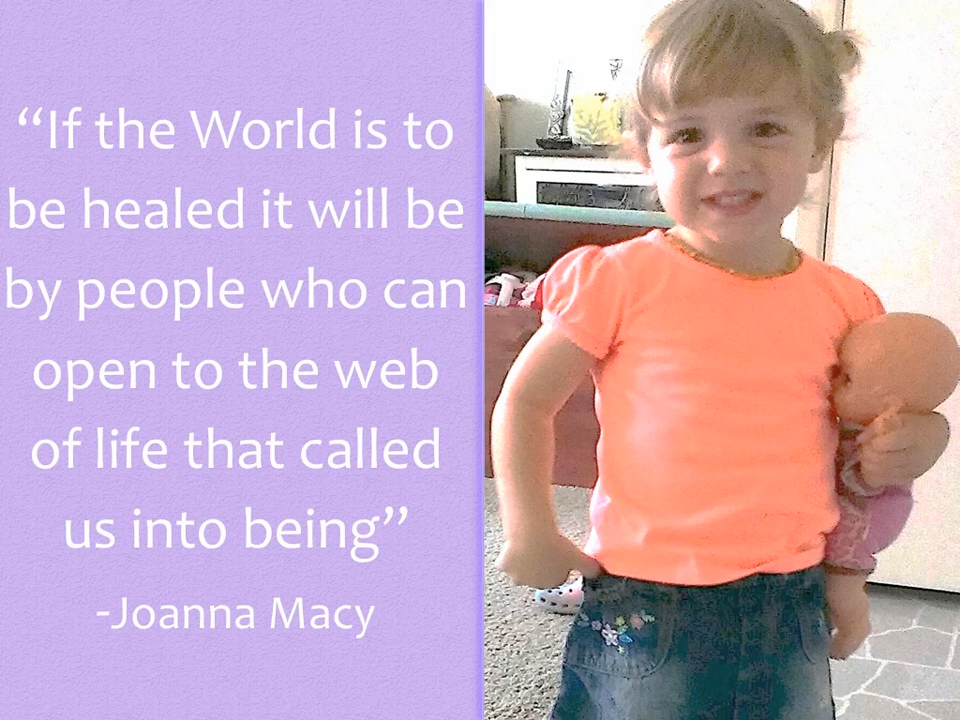 “If the World is to
be healed it will be
by people who can
open to the web
of life that called
us into being”
-Joanna Macy